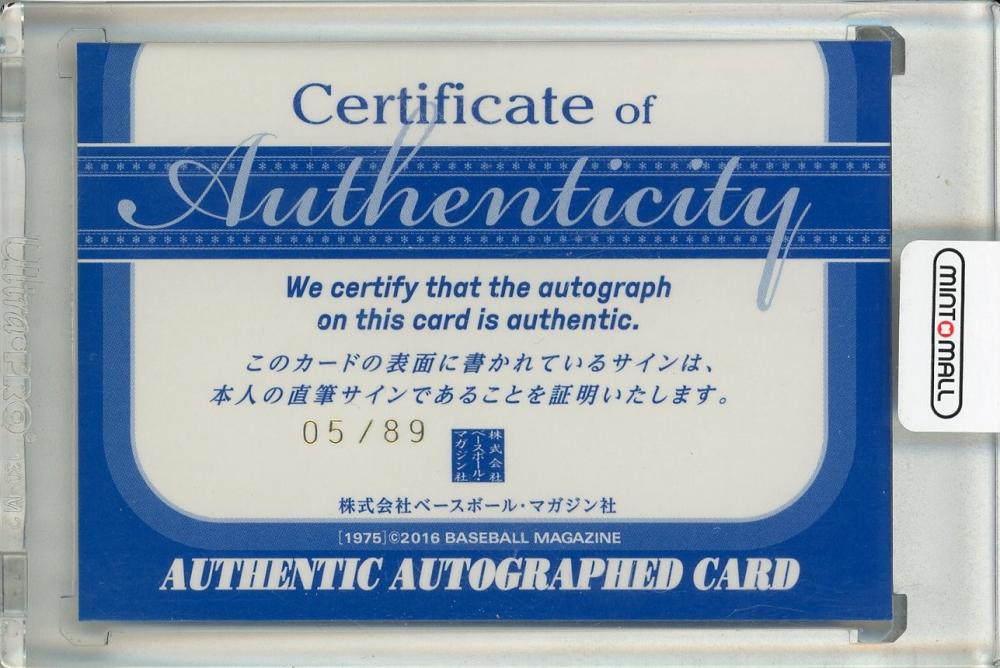 Certificate of
Authenticity
We certify that the autograph
on this card is authentic.
このカードの表面に書かれているサインは、
本人の直筆サインであることを証明いたします。
05/89
株式会社
ベースボール・
マガジン社
株式会社ベースボール・マガジン社
[1975]©2016 BASEBALL MAGAZINE
AUTHENTIC AUTOGRAPHED CARD
MINT MALL
Ultra·PRO®